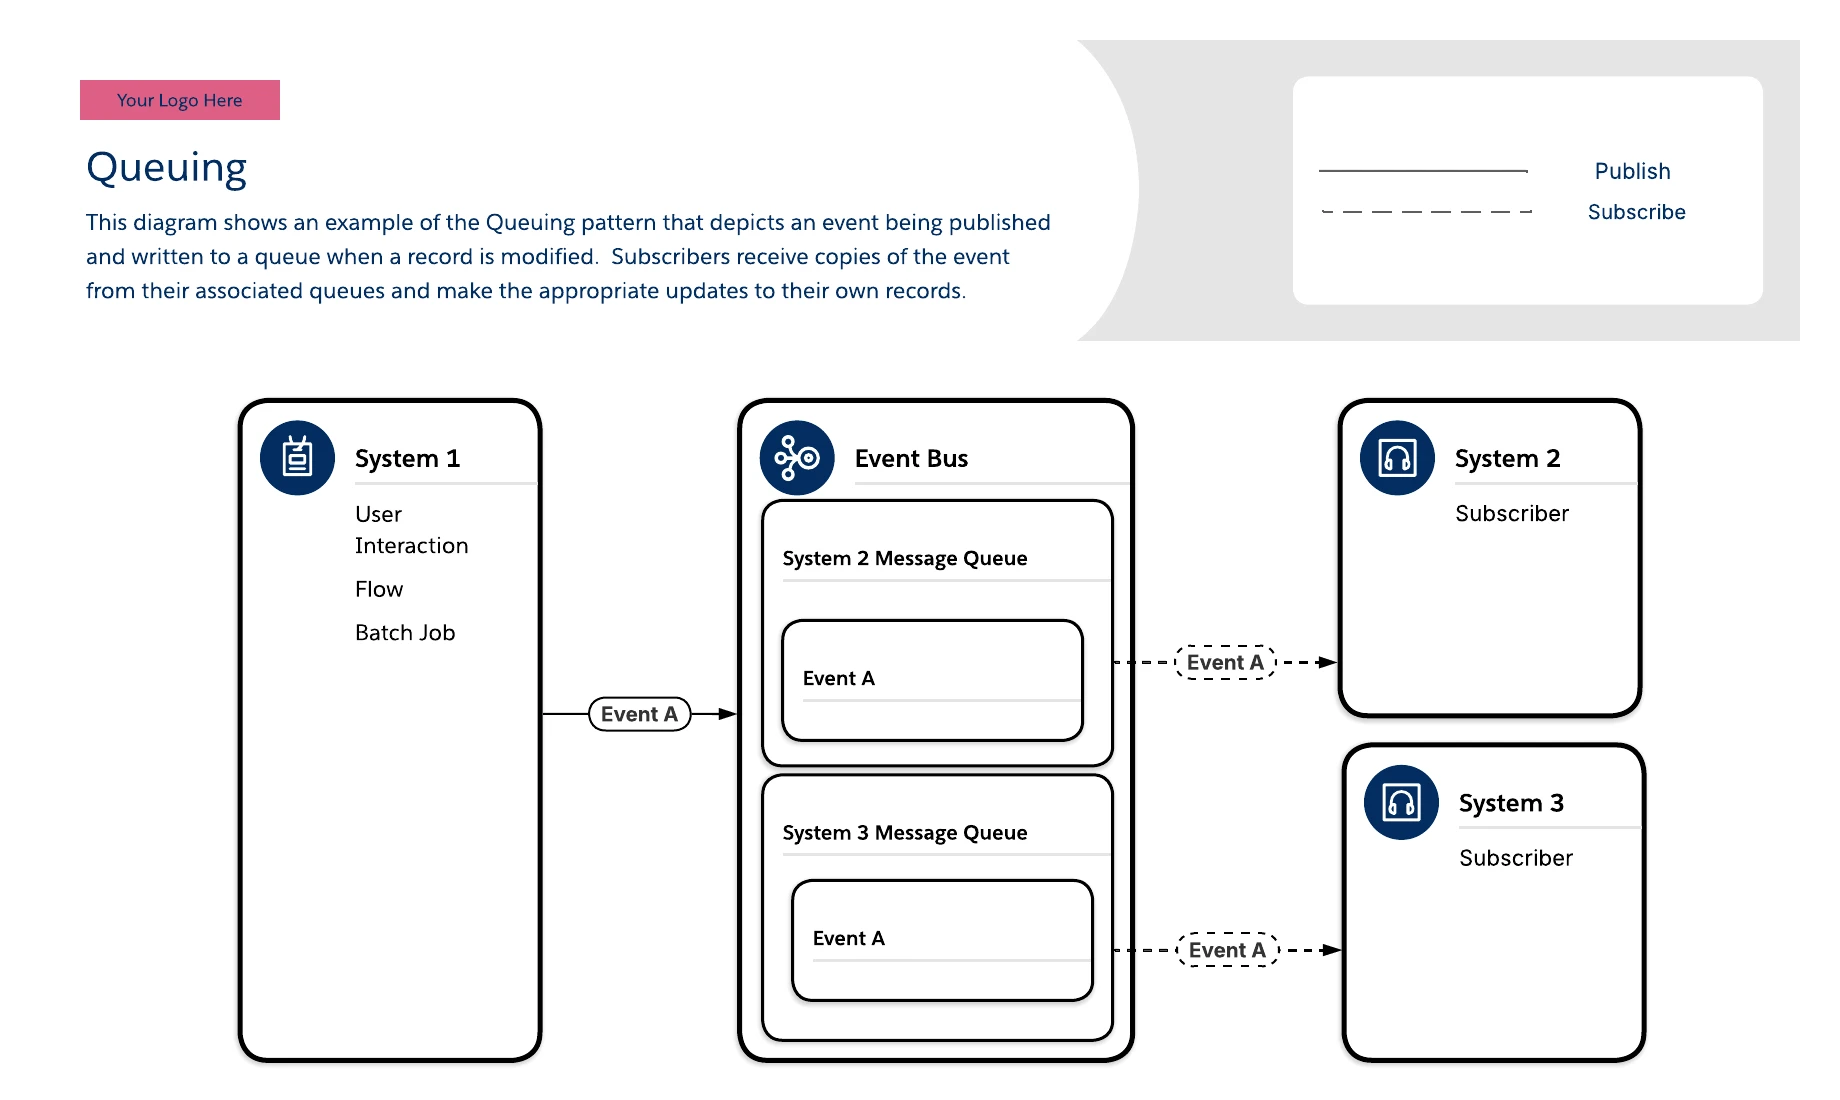 Your Logo Here
Queuing
This diagram shows an example of the Queuing pattern that depicts an event being published
and written to a queue when a record is modified.  Subscribers receive copies of the event
from their associated queues and make the appropriate updates to their own records.
Publish
Subscribe
System 1
User
Interaction
Flow
Batch Job
Event A
Event Bus
System 2 Message Queue
Event A
System 3 Message Queue
Event A
Event A
Event A
System 2
Subscriber
System 3
Subscriber